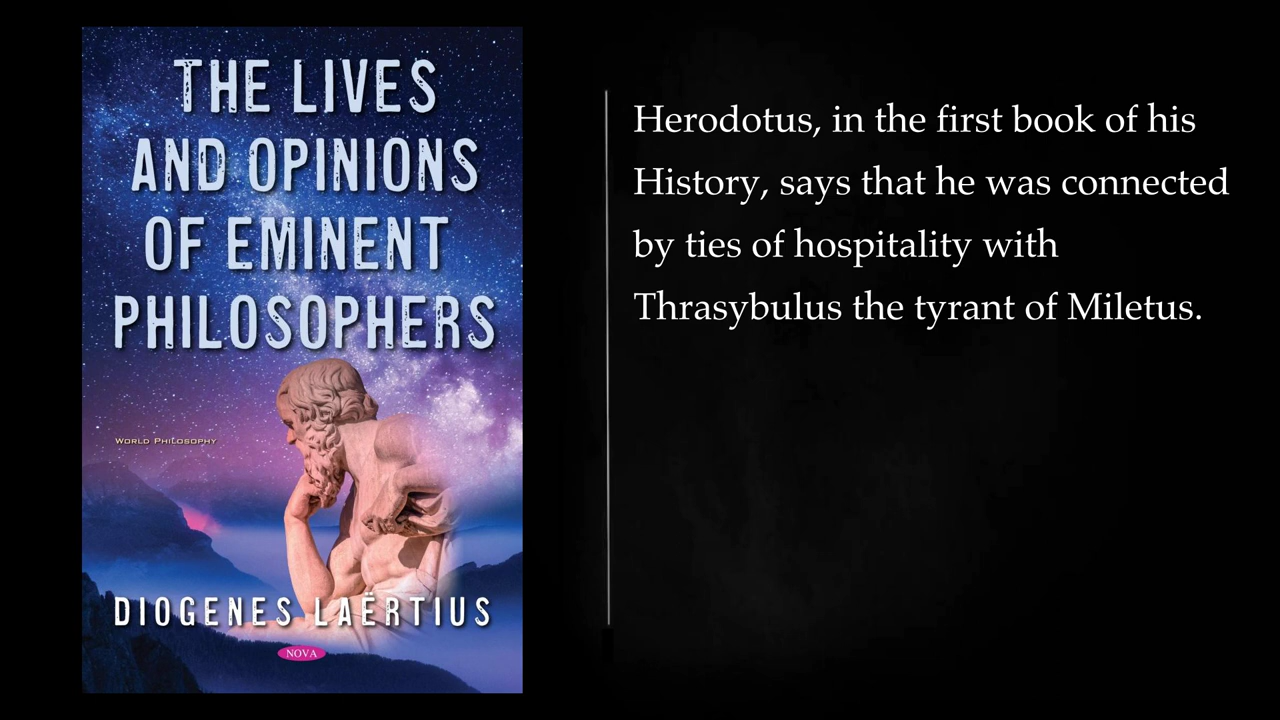 THE LIVES
AND OPINIONS
OF EMINENT
PHILOSOPHERS
WORLD PHILOSOPHY
DIOGENES LAËRTIUS
NOVA
Herodotus, in the first book of his
History, says that he was connected
by ties of hospitality with
Thrasybulus the tyrant of Miletus.